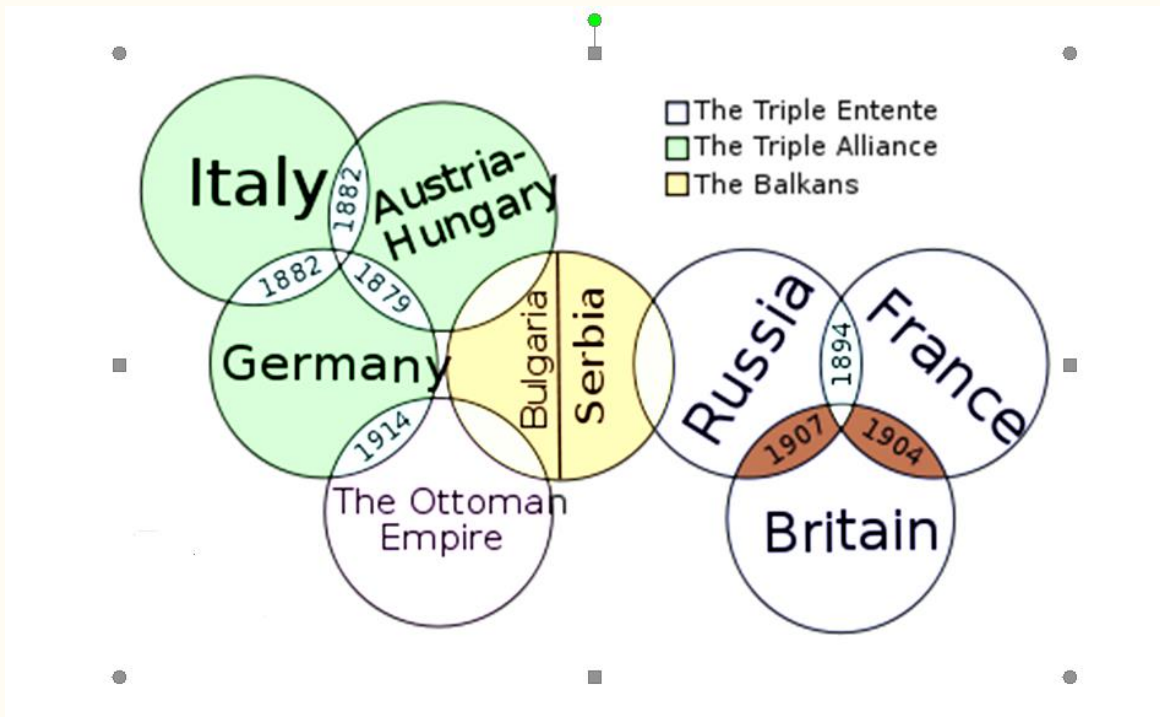 The Triple Entente
The Triple Alliance
The Balkans
Italy
1882
Austria-
Hungary
1882
1879
Germany
Bulgaria
Serbia
1914
The Ottoman
Empire
Russia
1894
France
1907
1904
Britain